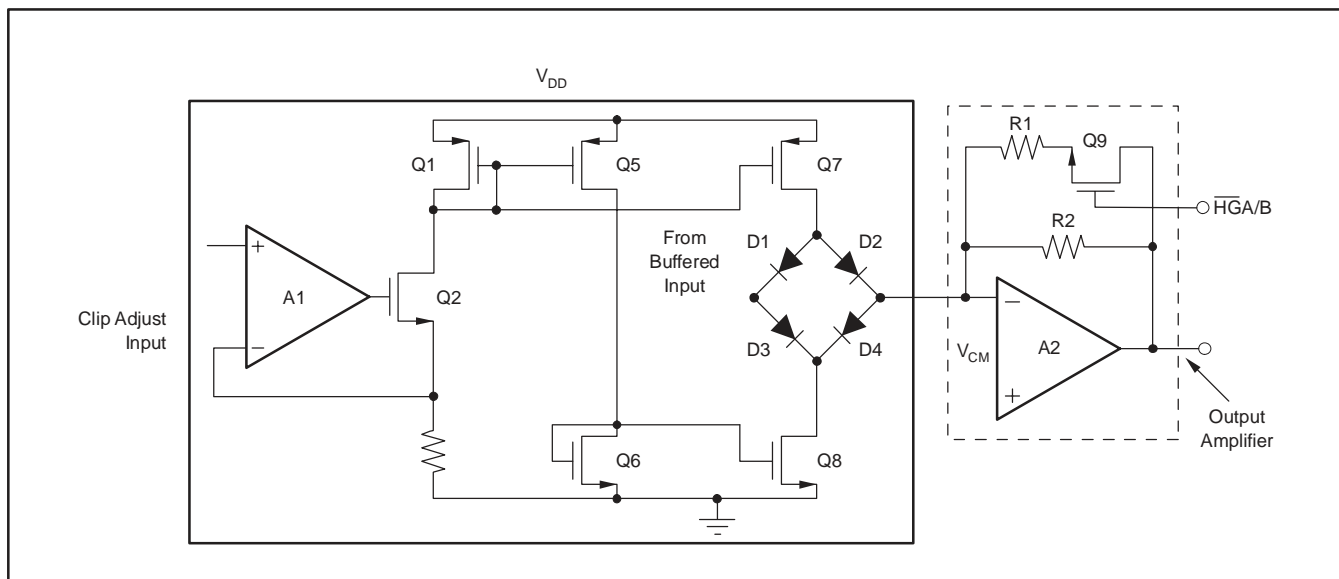 V_DD
R1
Q9
Q1
Q5
Q7
HGA/B
From
Buffered
Input
D1
D2
R2
+
A1
Q2
−
Clip Adjust
Input
−
V_CM
A2
+
D3
D4
Output
Amplifier
Q6
Q8